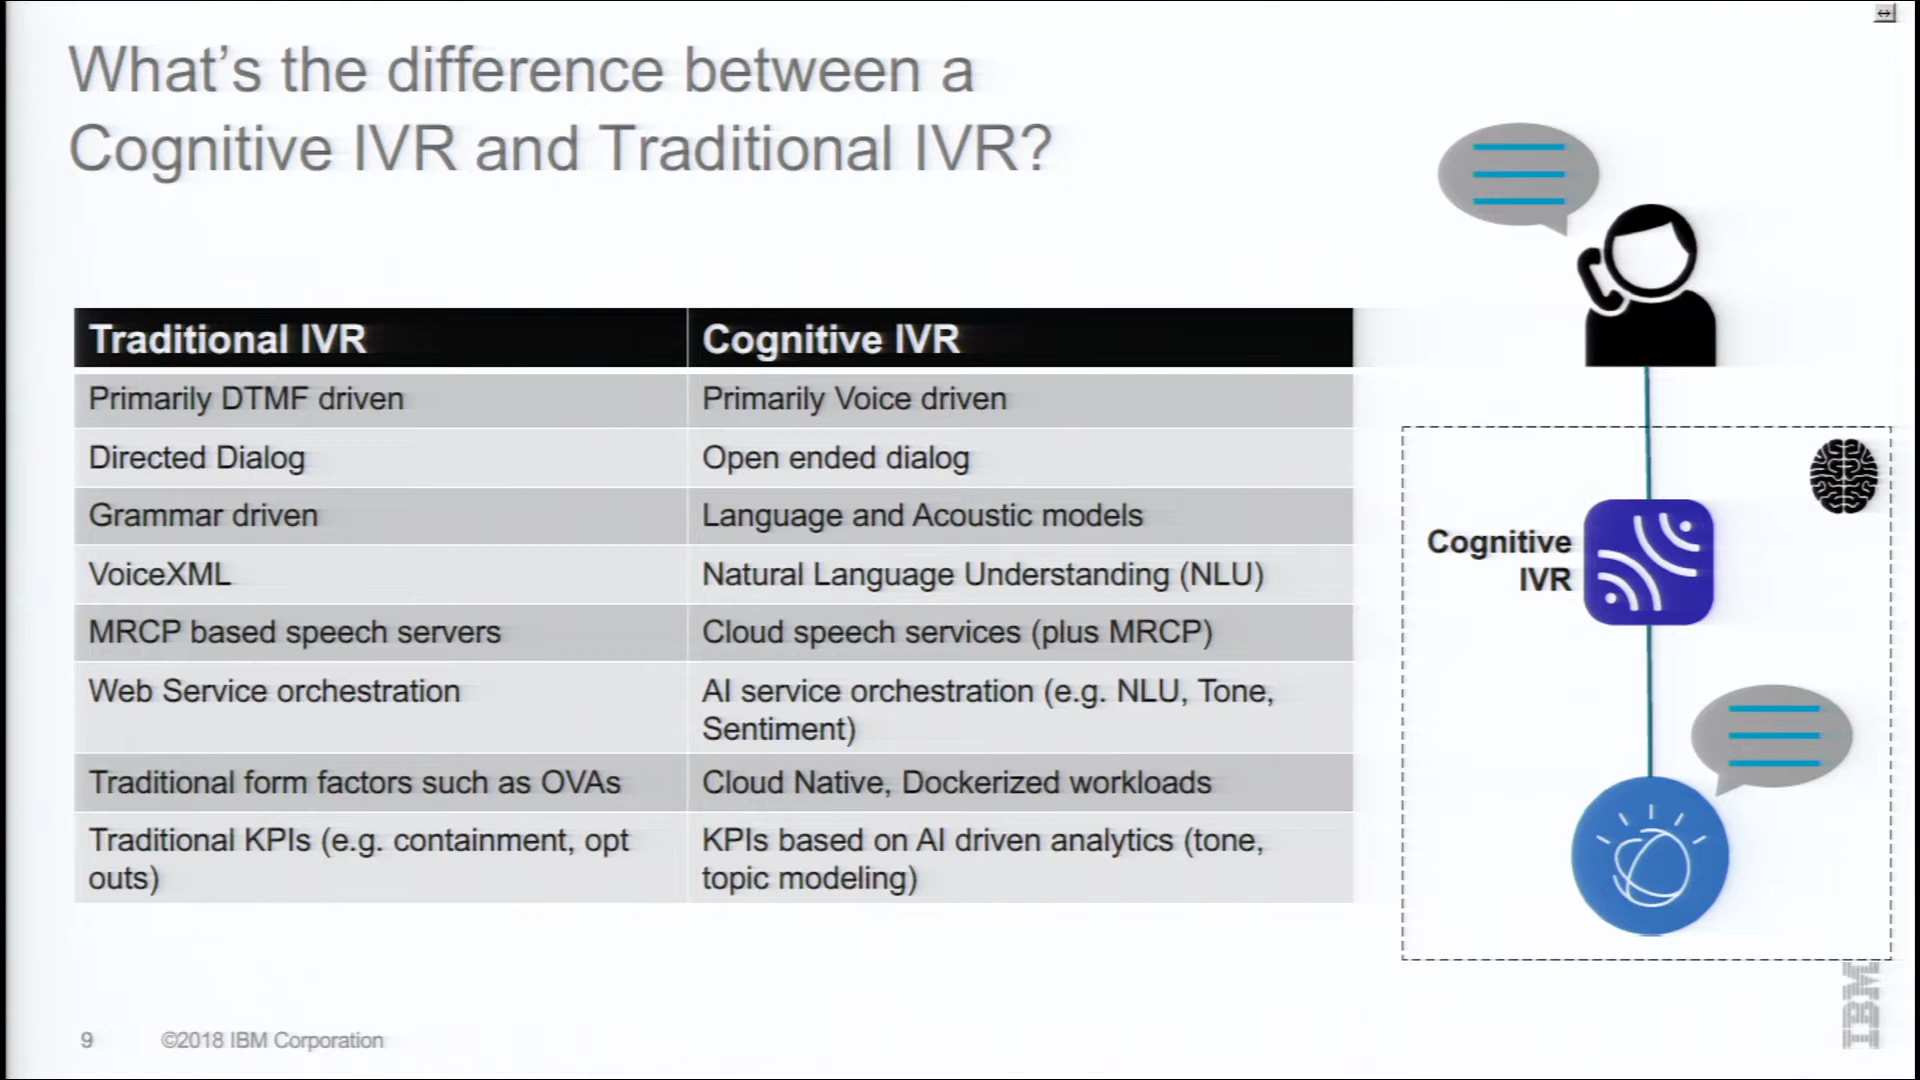 What's the difference between a
Cognitive IVR and Traditional IVR?
Traditional IVR
Cognitive IVR
Primarily DTMF driven
Primarily Voice driven
Directed Dialog
Open ended dialog
Grammar driven
Language and Acoustic models
VoiceXML
Natural Language Understanding (NLU)
MRCP based speech servers
Cloud speech services (plus MRCP)
Web Service orchestration
AI service orchestration (e.g. NLU, Tone,
Sentiment)
Traditional form factors such as OVAs
Cloud Native, Dockerized workloads
Traditional KPIs (e.g. containment, opt
outs)
KPIs based on AI driven analytics (tone,
topic modeling)
Cognitive
IVR
9
©2018 IBM Corporation
IBM